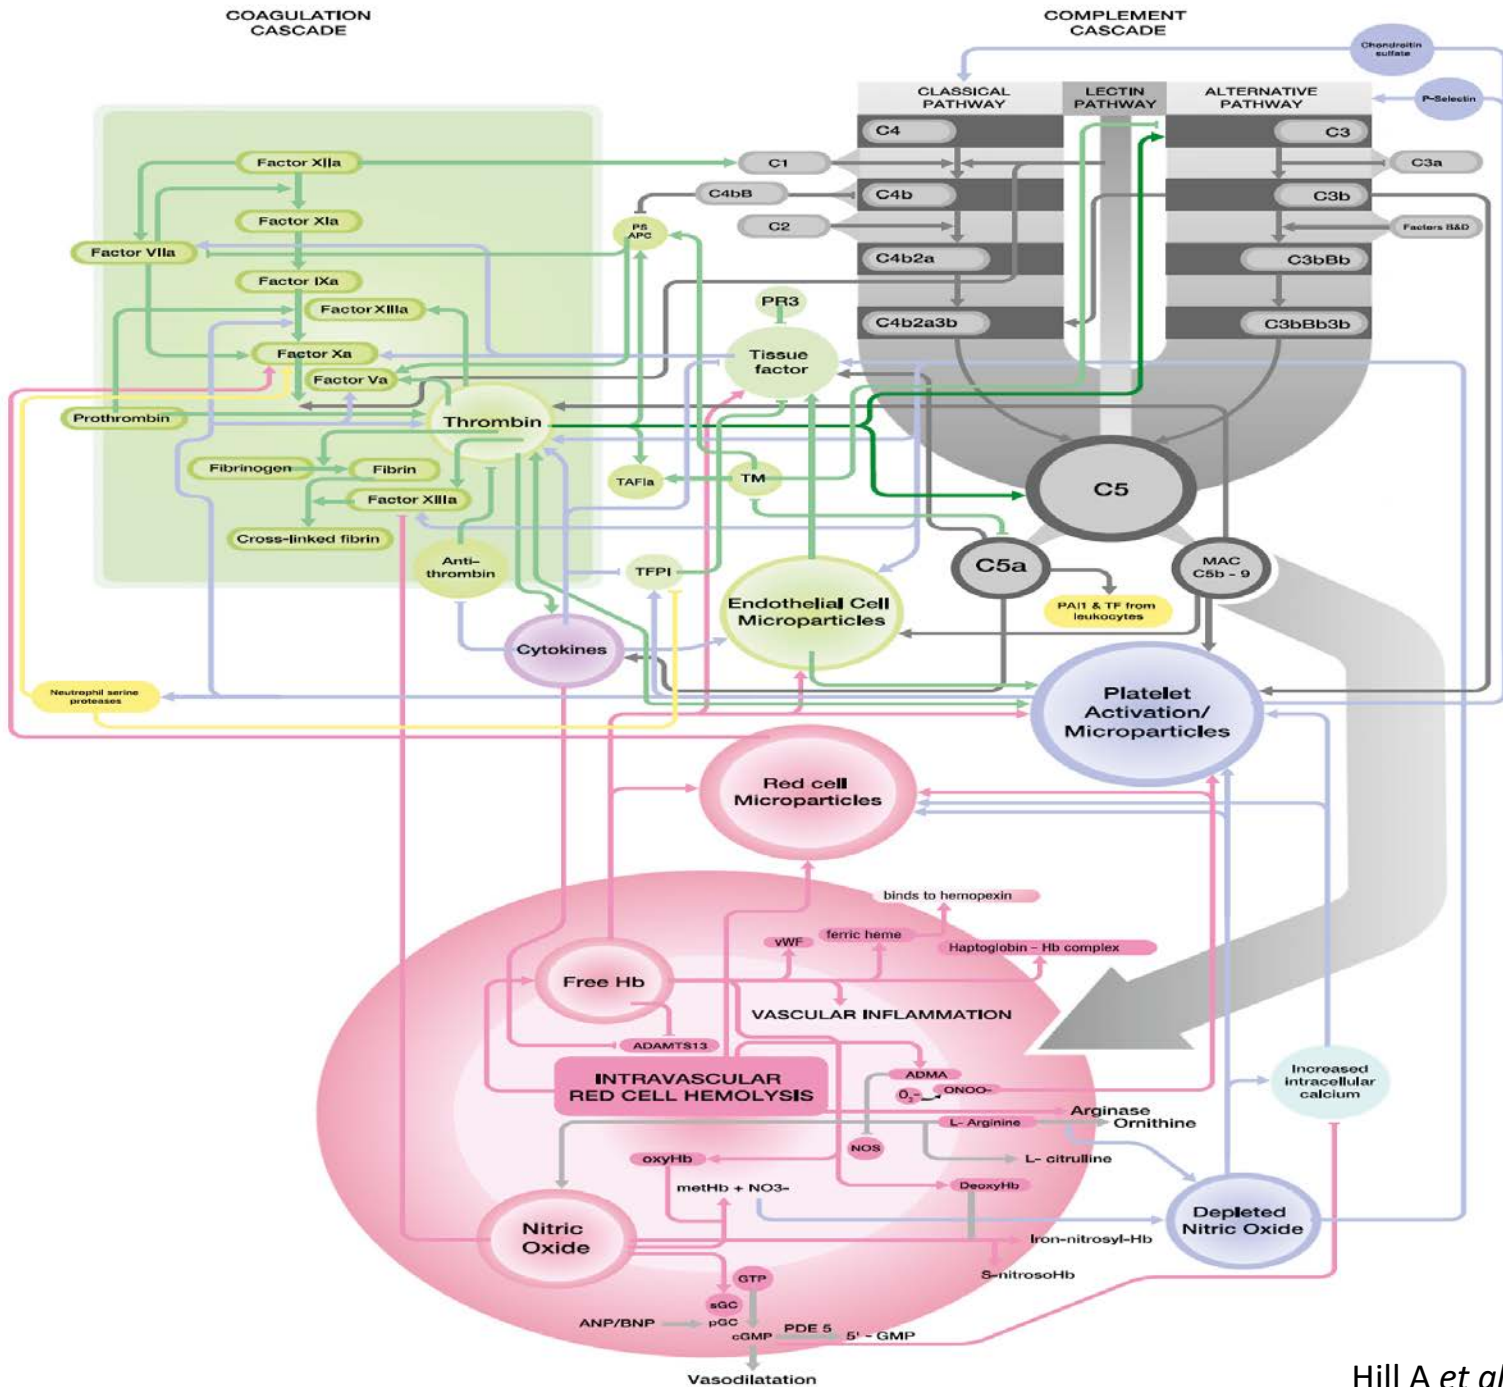 COAGULATION
CASCADE
COMPLEMENT
CASCADE
Chondroitin
sulfate
P-Selectin
CLASSICAL
PATHWAY
LECTIN
PATHWAY
ALTERNATIVE
PATHWAY
Factor XIIa
C1
C4
C3
C3a
Factor XIa
C4bB
C4b
C3b
PS
APC
C2
Factors B&D
Factor VIIa
C4b2a
C3bBb
Factor IXa
Factor XIIIa
PR3
C4b2a3b
C3bBb3b
Factor Xa
Tissue
factor
Factor Va
Prothrombin
Thrombin
Fibrinogen
Fibrin
TAFIa
TM
C5
Factor XIIIa
Cross-linked fibrin
Anti-
thrombin
TFPI
C5a
MAC
C5b - 9
PAI1 & TF from
leukocytes
Endothelial Cell
Microparticles
Cytokines
Neutrophil serine
proteases
Platelet
Activation/
Microparticles
Red cell
Microparticles
binds to hemopexin
vWF
ferric heme
Haptoglobin - Hb complex
Free Hb
VASCULAR INFLAMMATION
ADAMTS13
INTRAVASCULAR
RED CELL HEMOLYSIS
ADMA
O2-
ONOO-
Increased
intracellular
calcium
L- Arginine
Arginase
Ornithine
NOS
oxyHb
L- citrulline
metHb + NO3-
DeoxyHb
Nitric
Oxide
Depleted
Nitric Oxide
Iron-nitrosyl-Hb
S-nitrosoHb
GTP
sGC
ANP/BNP
pGC
cGMP
PDE 5
5' - GMP
Vasodilatation
Hill A et al